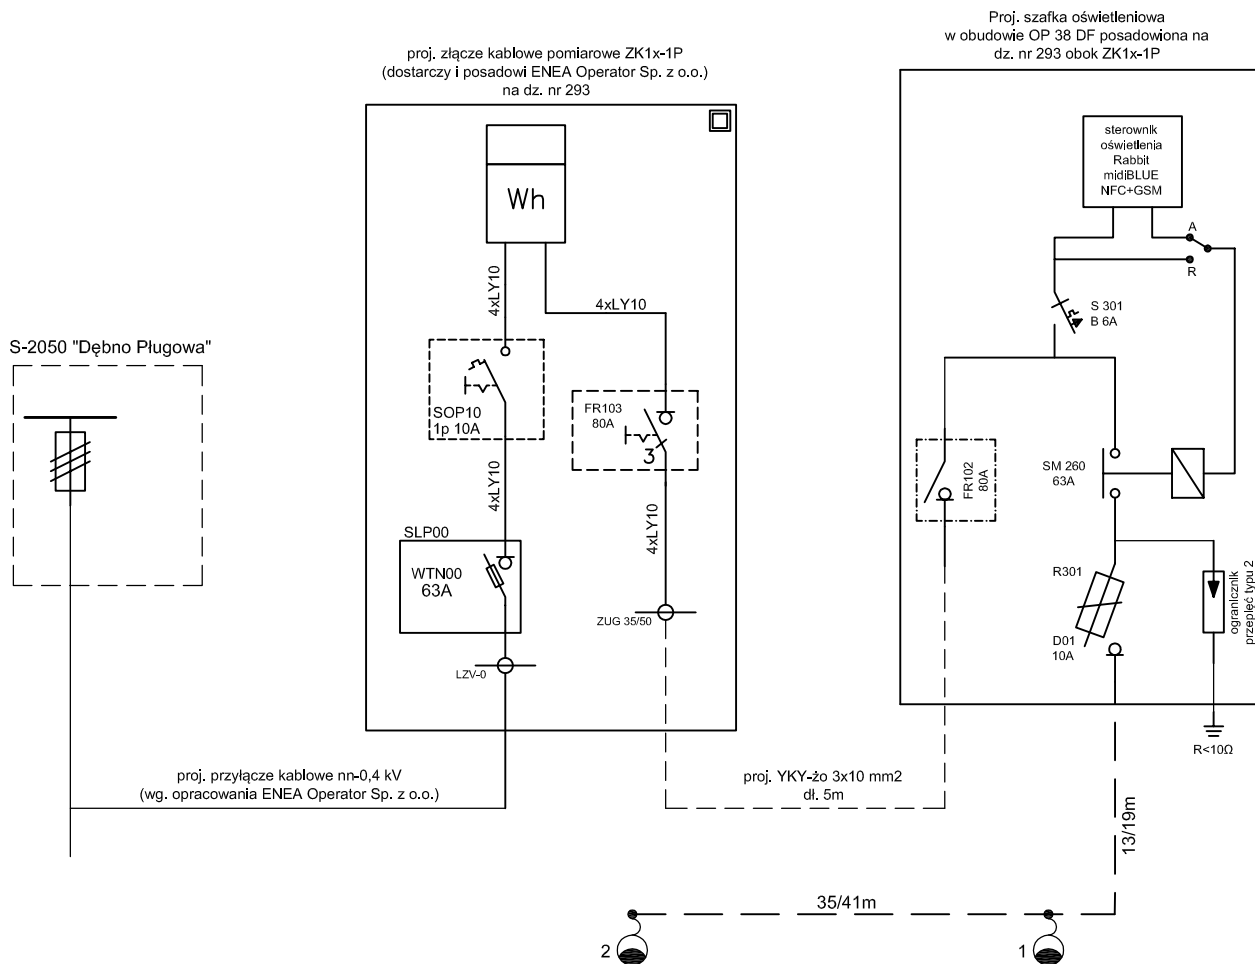 Proj. szafka oświetleniowa
w obudowie OP 38 DF posadowiona na
dz. nr 293 obok ZK1x-1P
proj. złącze kablowe pomiarowe ZK1x-1P
(dostarczy i posadowi ENEA Operator Sp. z o.o.)
na dz. nr 293
sterownik
oświetlenia
Rabbit
midiBLUE
NFC+GSM
Wh
A
R
4xLY10
4xLY10
S 301
B 6A
S-2050 "Dębno Pługowa"
SOP10
1p 10A
FR103
80A
3
FR102
80A
SM 260
63A
4xLY10
4xLY10
SLP00
WTN00
63A
R301
D01
10A
ogranicznik
przepięć typu 2
ZUG 35/50
LZV-0
R<10Ω
proj. przyłącze kablowe nn-0,4 kV
(wg. opracowania ENEA Operator Sp. z o.o.)
proj. YKY-żo 3x10 mm2
dł. 5m
13/19m
35/41m
2
1